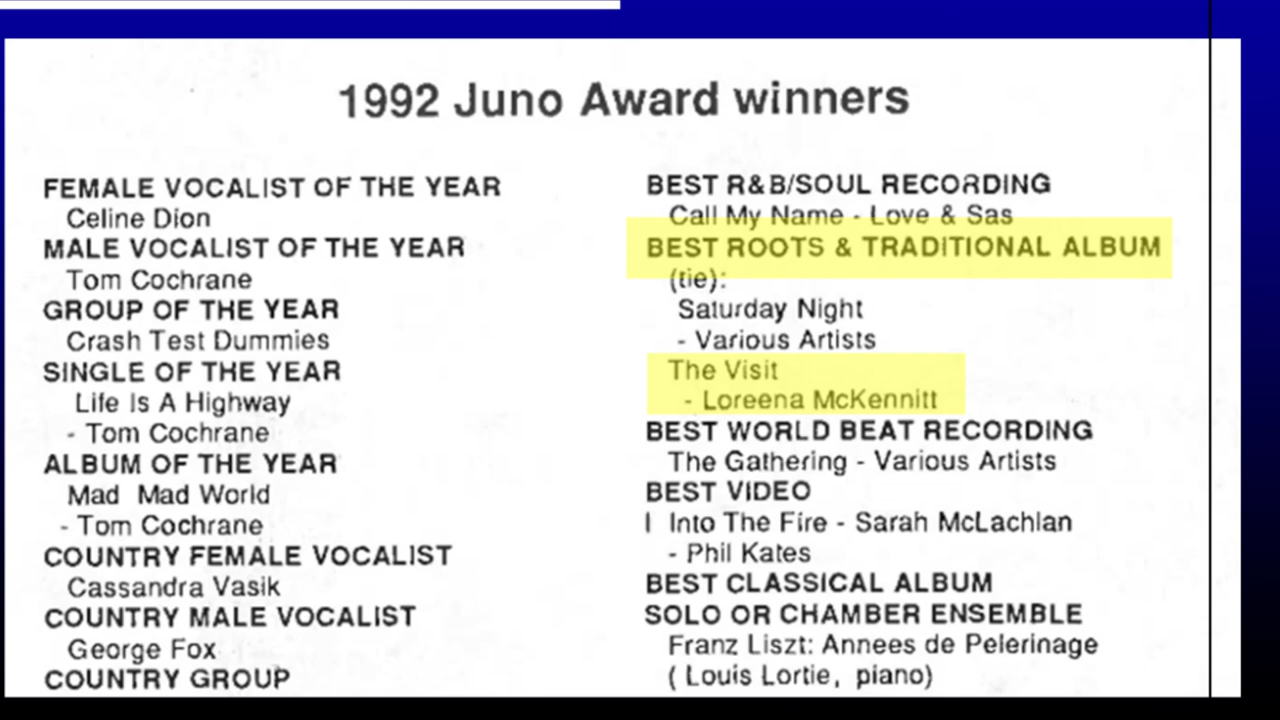 1992 Juno Award winners
FEMALE VOCALIST OF THE YEAR
Celine Dion
MALE VOCALIST OF THE YEAR
Tom Cochrane
GROUP OF THE YEAR
Crash Test Dummies
SINGLE OF THE YEAR
Life Is A Highway
- Tom Cochrane
ALBUM OF THE YEAR
Mad Mad World
- Tom Cochrane
COUNTRY FEMALE VOCALIST
Cassandra Vasik
COUNTRY MALE VOCALIST
George Fox
COUNTRY GROUP
BEST R&B/SOUL RECORDING
Call My Name - Love & Sas
BEST ROOTS & TRADITIONAL ALBUM
(tie):
Saturday Night
- Various Artists
The Visit
- Loreena McKennitt
BEST WORLD BEAT RECORDING
The Gathering - Various Artists
BEST VIDEO
Into The Fire - Sarah McLachlan
- Phil Kates
BEST CLASSICAL ALBUM
SOLO OR CHAMBER ENSEMBLE
Franz Liszt: Annees de Pelerinage
( Louis Lortie, piano)